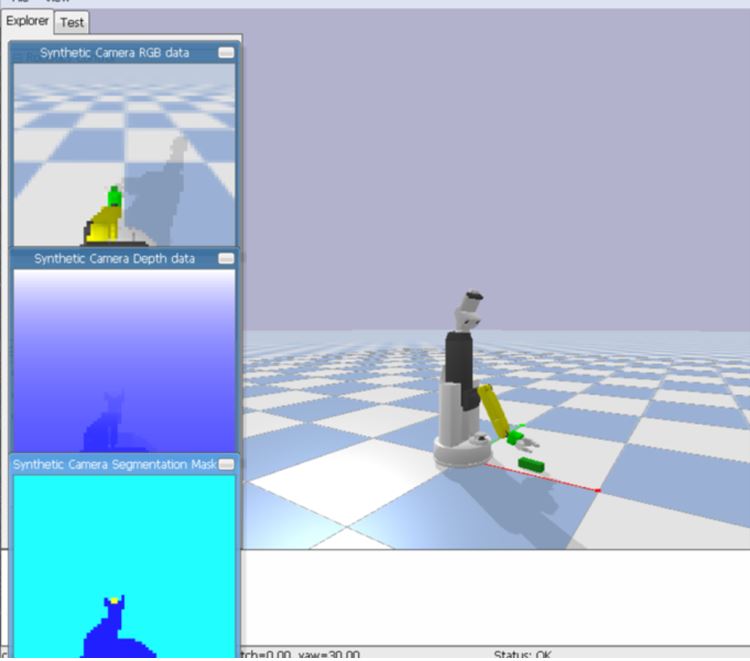 Explorer
Test
Synthetic Camera RGB data
Synthetic Camera Depth data
Synthetic Camera Segmentation Mask
tch=0.00, yaw=30.00
Status: OK